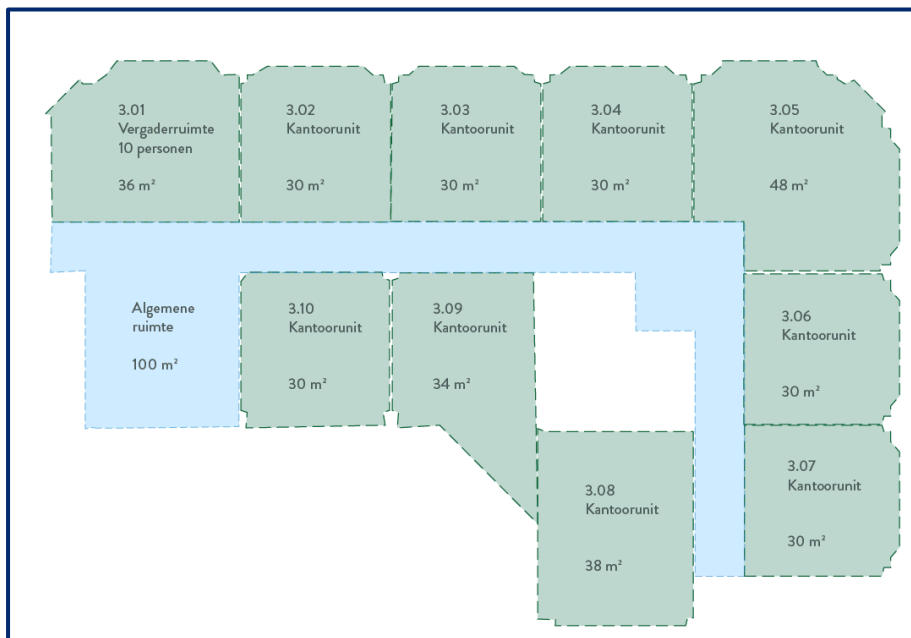 3.01
Vergaderruimte
10 personen
36 m²
3.02
Kantoorunit
30 m²
3.03
Kantoorunit
30 m²
3.04
Kantoorunit
30 m²
3.05
Kantoorunit
48 m²
Algemene
ruimte
100 m²
3.10
Kantoorunit
30 m²
3.09
Kantoorunit
34 m²
3.06
Kantoorunit
30 m²
3.08
Kantoorunit
38 m²
3.07
Kantoorunit
30 m²